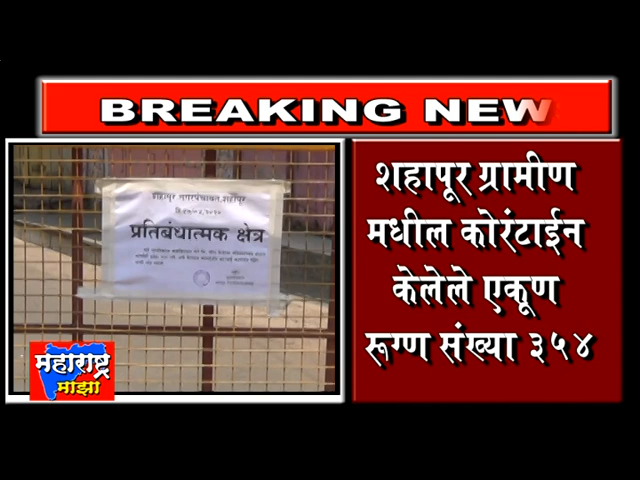 BREAKING NEW
शहापूर नगरपंचायत, शहापूर
प्रतिबंधात्मक क्षेत्र
महाराष्ट्र
माझा
शहापूर ग्रामीण
मधील कोरंटाईन
केलेले एकूण
रूग्ण संख्या ३५४